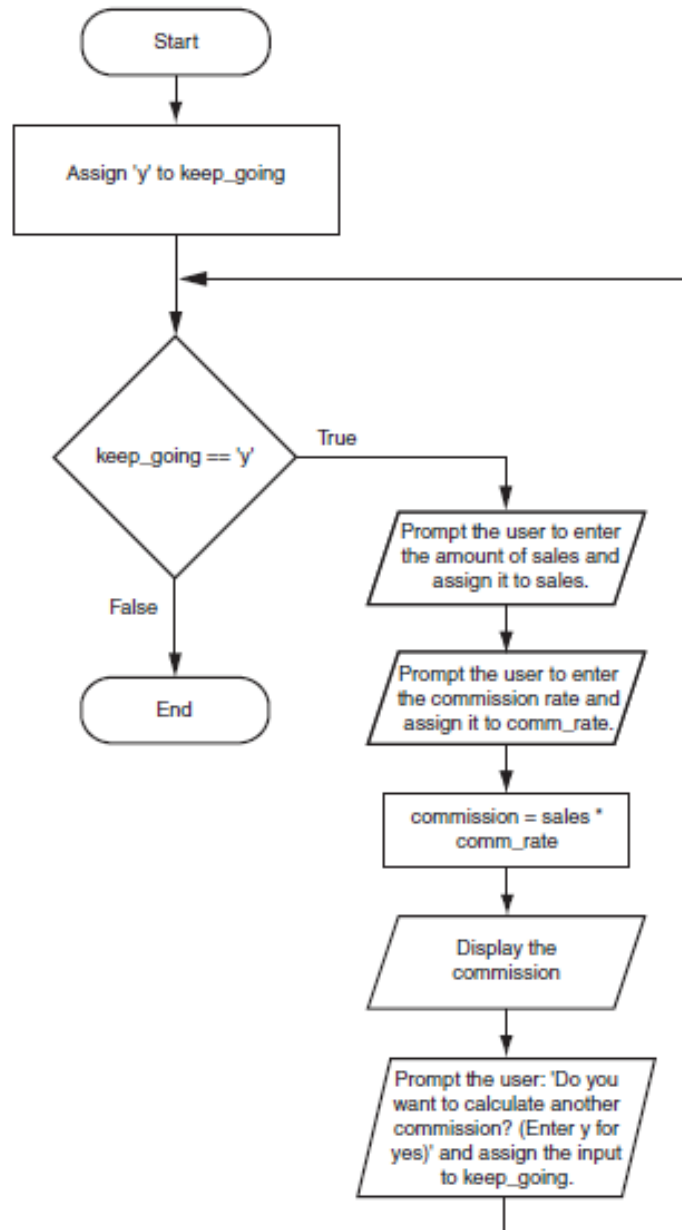 Start
Assign 'y' to keep_going
keep_going == 'y'
True
False
End
Prompt the user to enter
the amount of sales and
assign it to sales.
Prompt the user to enter
the commission rate and
assign it to comm_rate.
commission = sales *
comm_rate
Display the
commission
Prompt the user: 'Do you
want to calculate another
commission? (Enter y for
yes)' and assign the input
to keep_going.